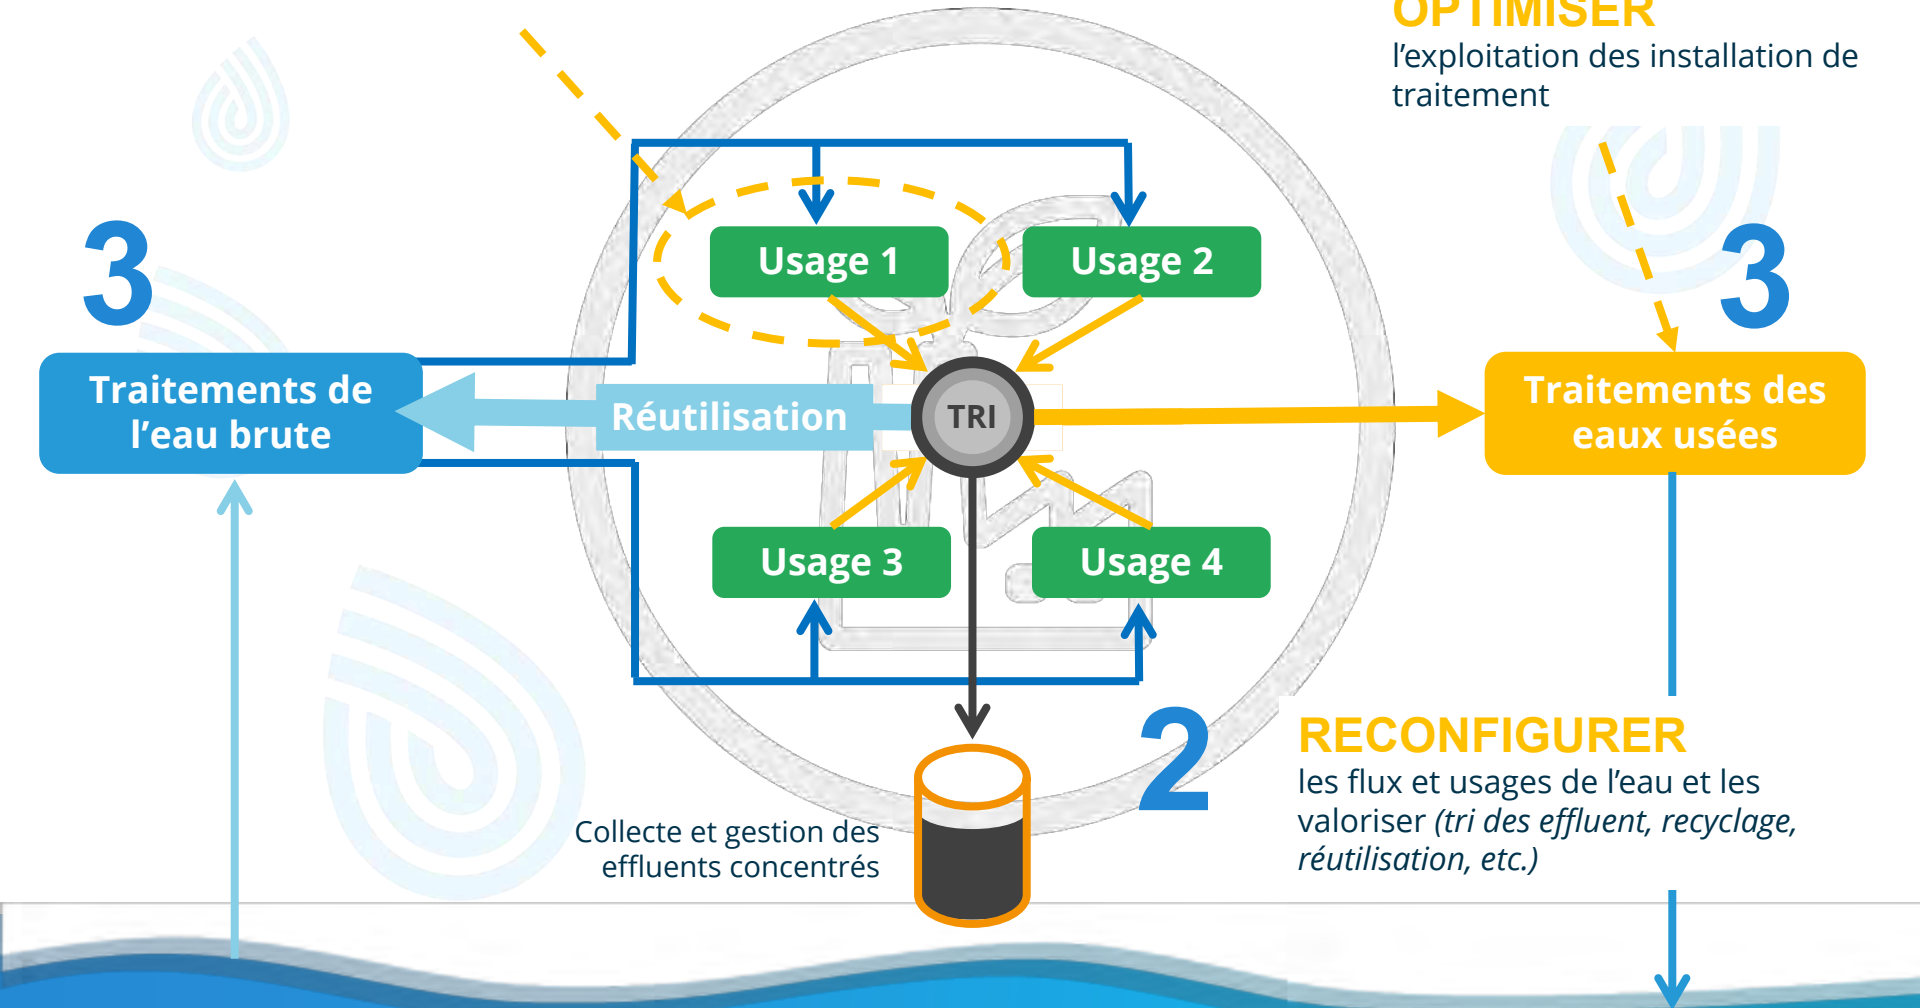 OPTIMISER
l’exploitation des installation de
traitement
3
3
Usage 1
Usage 2
Traitements de
l’eau brute
Réutilisation
TRI
Traitements des
eaux usées
Usage 3
Usage 4
2
RECONFIGURER
les flux et usages de l’eau et les
valoriser (tri des effluent, recyclage,
réutilisation, etc.)
Collecte et gestion des
effluents concentrés